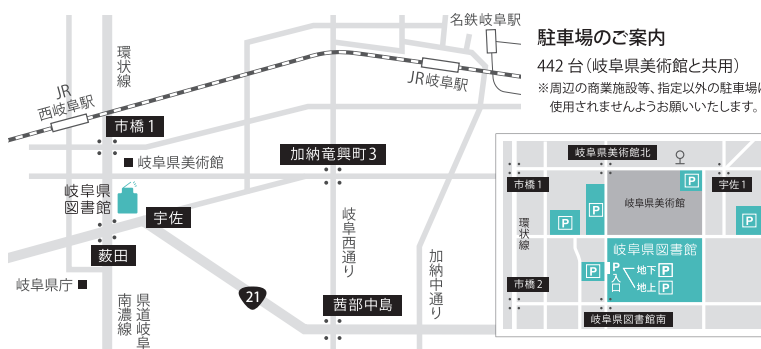 名鉄岐阜駅
環状線
JR
西岐阜駅
JR岐阜駅
市橋1
岐阜県美術館
加納竜興町3
岐阜県
図書館
宇佐
薮田
岐阜県庁
県道岐阜
南濃線
21
岐阜西通り
加納中通り
茜部中島
駐車場のご案内
442台(岐阜県美術館と共用)
※周辺の商業施設等、指定以外の駐車場は
使用されませんようお願いいたします。
岐阜県美術館北
市橋1
宇佐1
P
P
岐阜県美術館
P
P
環状線
岐阜県図書館
P
P
入口
地下 P
地上 P
市橋2
岐阜県図書館南